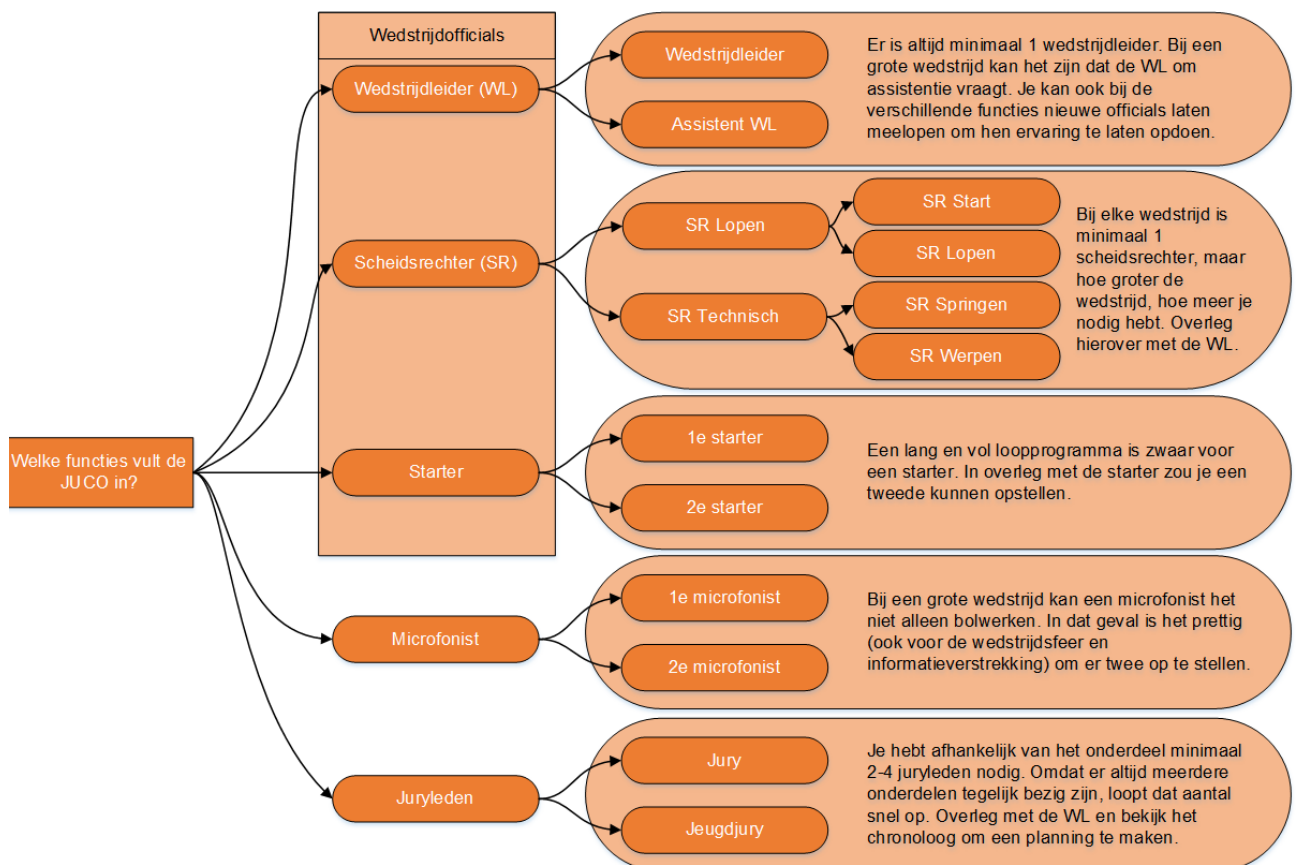 Welke functies vult de
JUCO in?
Wedstrijdofficials
Wedstrijdleider (WL)
Wedstrijdleider
Assistent WL
Er is altijd minimaal 1 wedstrijdleider. Bij een
grote wedstrijd kan het zijn dat de WL om
assistentie vraagt. Je kan ook bij de
verschillende functies nieuwe officials laten
meelopen om hen ervaring te laten opdoen.
Scheidsrechter (SR)
SR Lopen
SR Start
SR Lopen
SR Technisch
SR Springen
SR Werpen
Bij elke wedstrijd is
minimaal 1
scheidsrechter, maar
hoe groter de
wedstrijd, hoe meer je
nodig hebt. Overleg
hierover met de WL.
Starter
1e starter
2e starter
Een lang en vol loopprogramma is zwaar voor
een starter. In overleg met de starter zou je een
tweede kunnen opstellen.
Microfonist
1e microfonist
2e microfonist
Bij een grote wedstrijd kan een microfonist het
niet alleen bolwerken. In dat geval is het prettig
(ook voor de wedstrijdsfeer en
informatieverstrekking) om er twee op te stellen.
Juryleden
Jury
Jeugdjury
Je hebt afhankelijk van het onderdeel minimaal
2-4 juryleden nodig. Omdat er altijd meerdere
onderdelen tegelijk bezig zijn, loopt dat aantal
snel op. Overleg met de WL en bekijk het
chronoloog om een planning te maken.